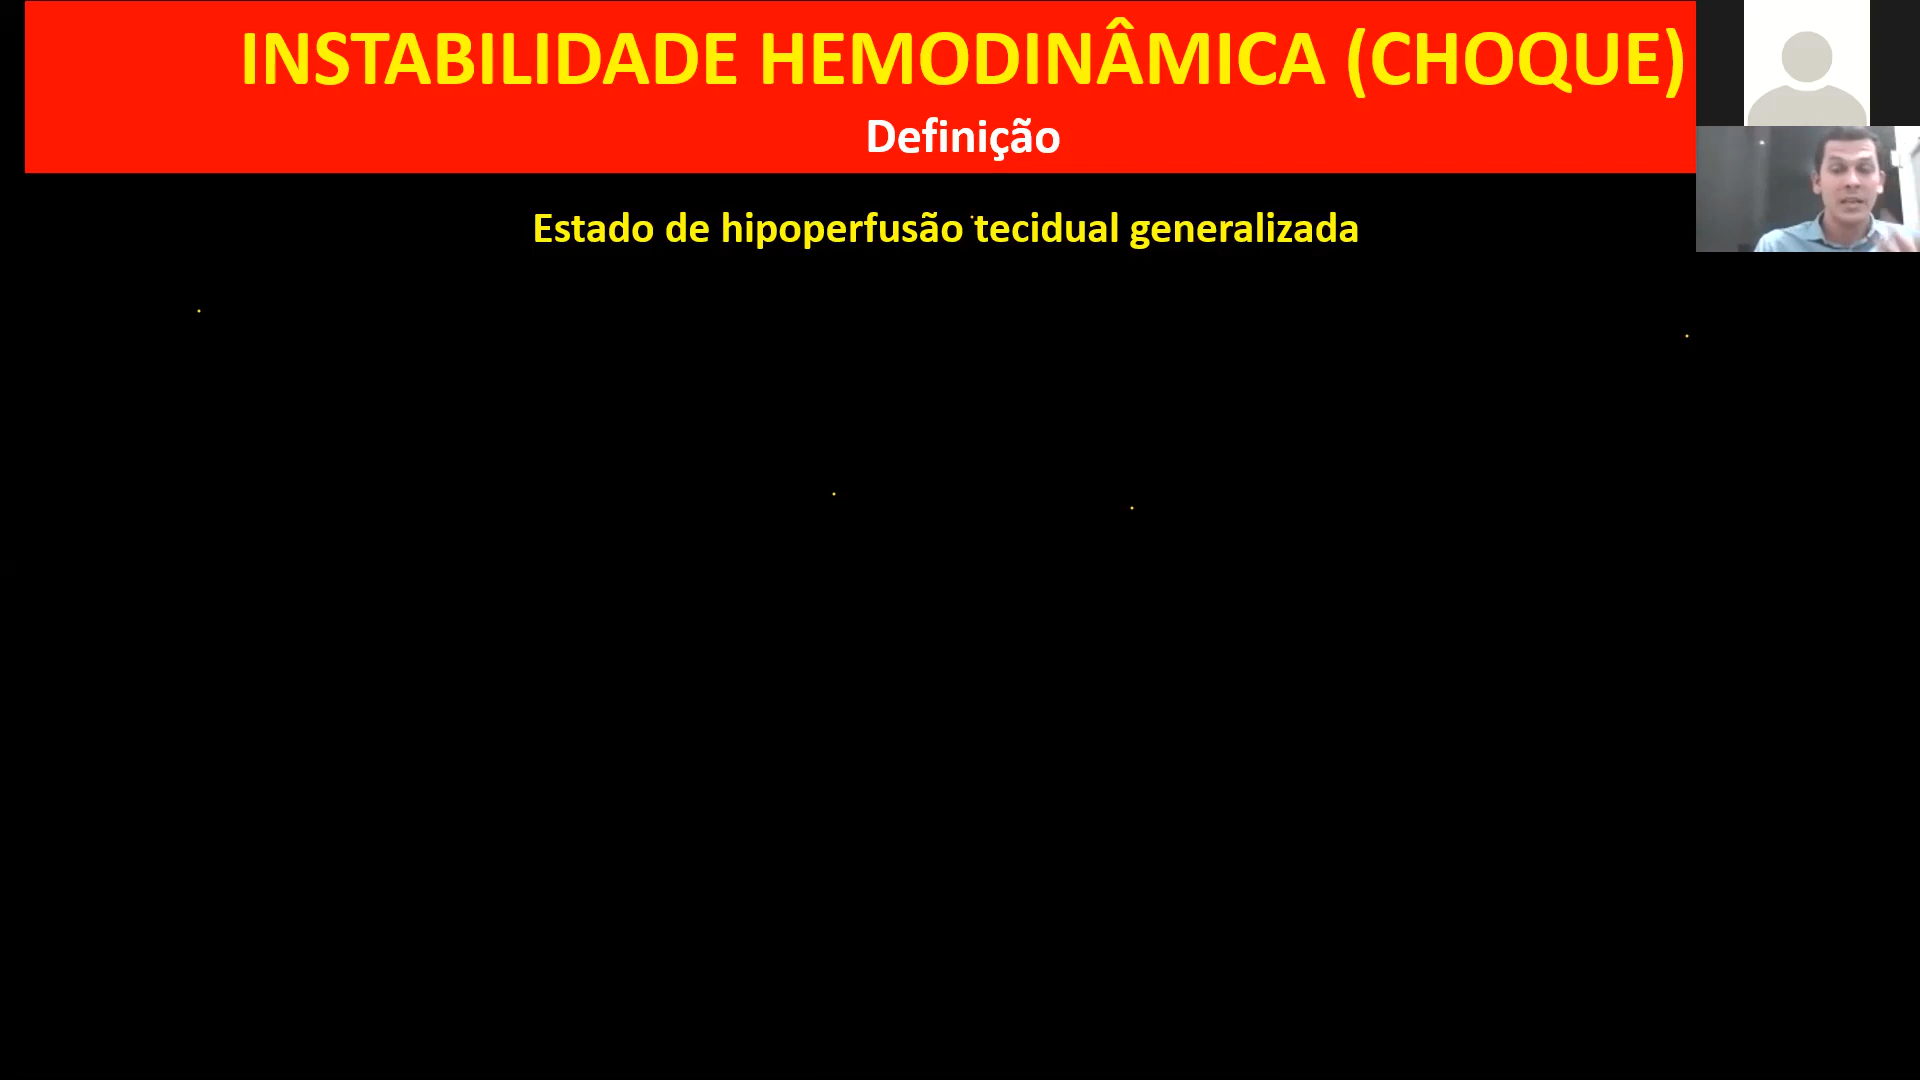 INSTABILIDADE HEMODINÂMICA (CHOQUE)
Definição
Estado de hipoperfusão tecidual generalizada